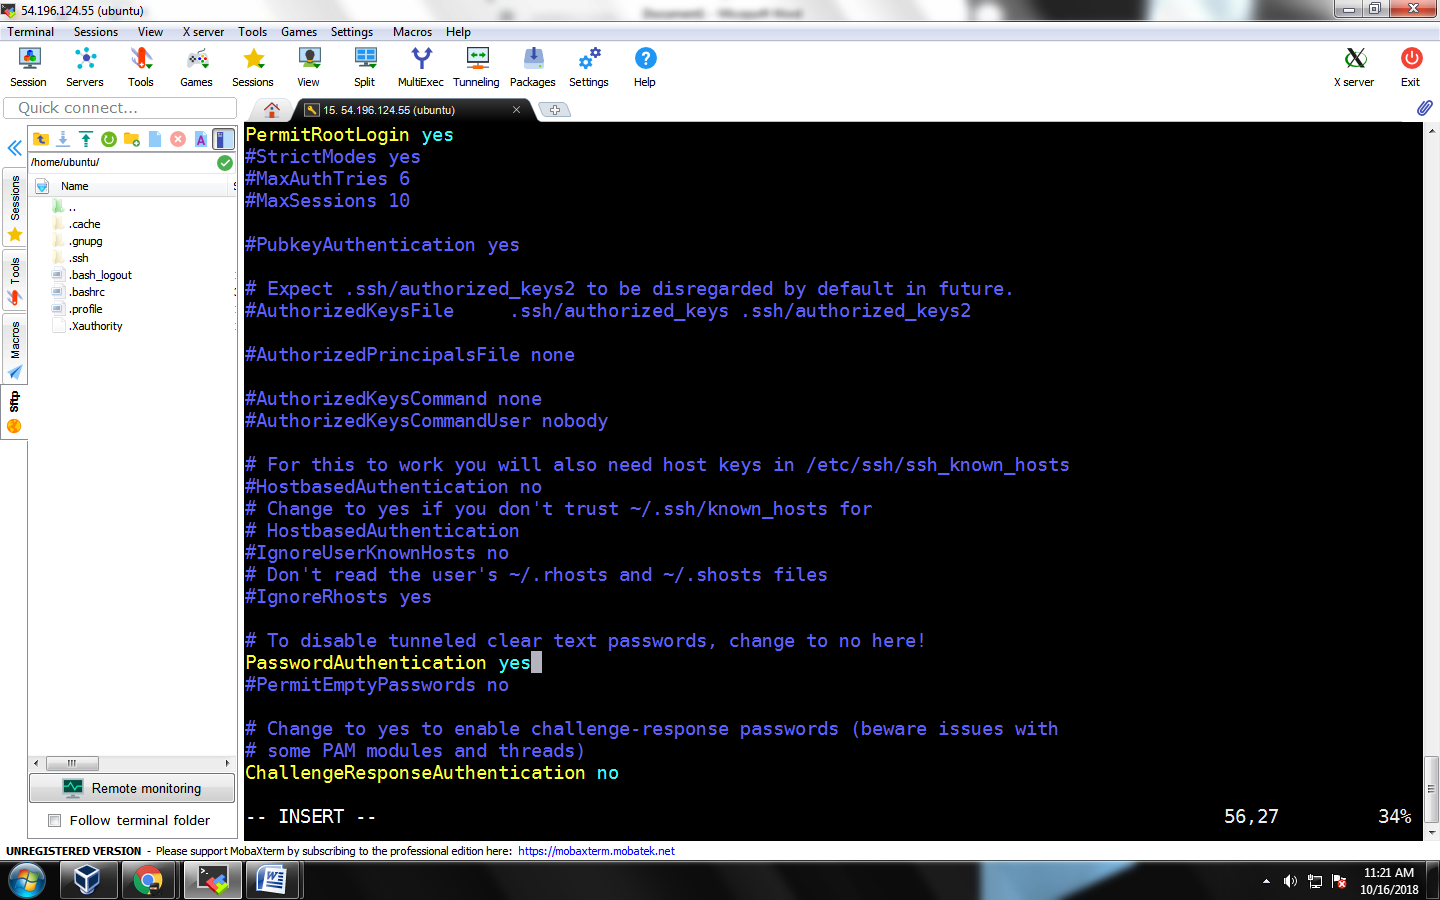 54.196.124.55 (ubuntu)
Document1 - Microsoft Word
Terminal Sessions View X server Tools Games Settings Macros Help
Session Servers Tools Games Sessions View Split MultiExec Tunneling Packages Settings Help X server Exit
Quick connect...
15. 54.196.124.55 (ubuntu)
/home/ubuntu/
Name
..
.cache
.gnupg
.ssh
.bash_logout
.bashrc
.profile
.Xauthority
Sessions
Tools
Macros
Sftp
Remote monitoring
Follow terminal folder
PermitRootLogin yes
#StrictModes yes
#MaxAuthTries 6
#MaxSessions 10
#PubkeyAuthentication yes
# Expect .ssh/authorized_keys2 to be disregarded by default in future.
#AuthorizedKeysFile     .ssh/authorized_keys .ssh/authorized_keys2
#AuthorizedPrincipalsFile none
#AuthorizedKeysCommand none
#AuthorizedKeysCommandUser nobody
# For this to work you will also need host keys in /etc/ssh/ssh_known_hosts
#HostbasedAuthentication no
# Change to yes if you don't trust ~/.ssh/known_hosts for
# HostbasedAuthentication
#IgnoreUserKnownHosts no
# Don't read the user's ~/.rhosts and ~/.shosts files
#IgnoreRhosts yes
# To disable tunneled clear text passwords, change to no here!
PasswordAuthentication yes
#PermitEmptyPasswords no
# Change to yes to enable challenge-response passwords (beware issues with
# some PAM modules and threads)
ChallengeResponseAuthentication no
-- INSERT -- 56,27 34%
UNREGISTERED VERSION - Please support MobaXterm by subscribing to the professional edition here: https://mobaxterm.mobatek.net
11:21 AM
10/16/2018